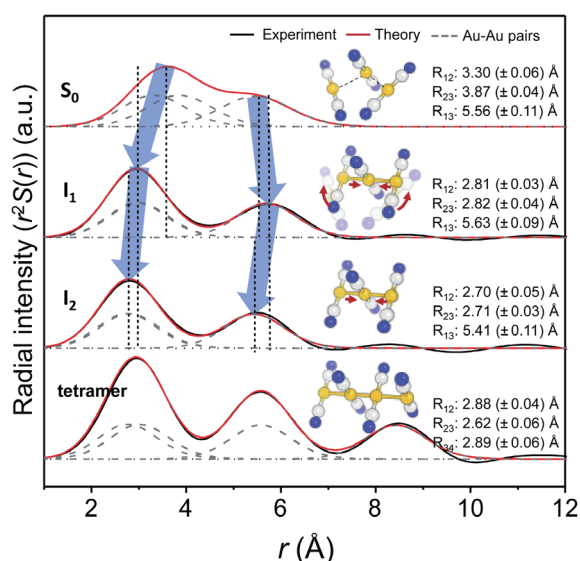 Experiment Theory Au-Au pairs
S0
R12: 3.30 (± 0.06) Å
R23: 3.87 (± 0.04) Å
R13: 5.56 (± 0.11) Å
I1
R12: 2.81 (± 0.03) Å
R23: 2.82 (± 0.04) Å
R13: 5.63 (± 0.09) Å
I2
R12: 2.70 (± 0.05) Å
R23: 2.71 (± 0.03) Å
R13: 5.41 (± 0.11) Å
tetramer
R12: 2.88 (± 0.04) Å
R23: 2.62 (± 0.06) Å
R34: 2.89 (± 0.06) Å
Radial intensity (r²S(r)) (a.u.)
2 4 6 8 10 12
r (Å)